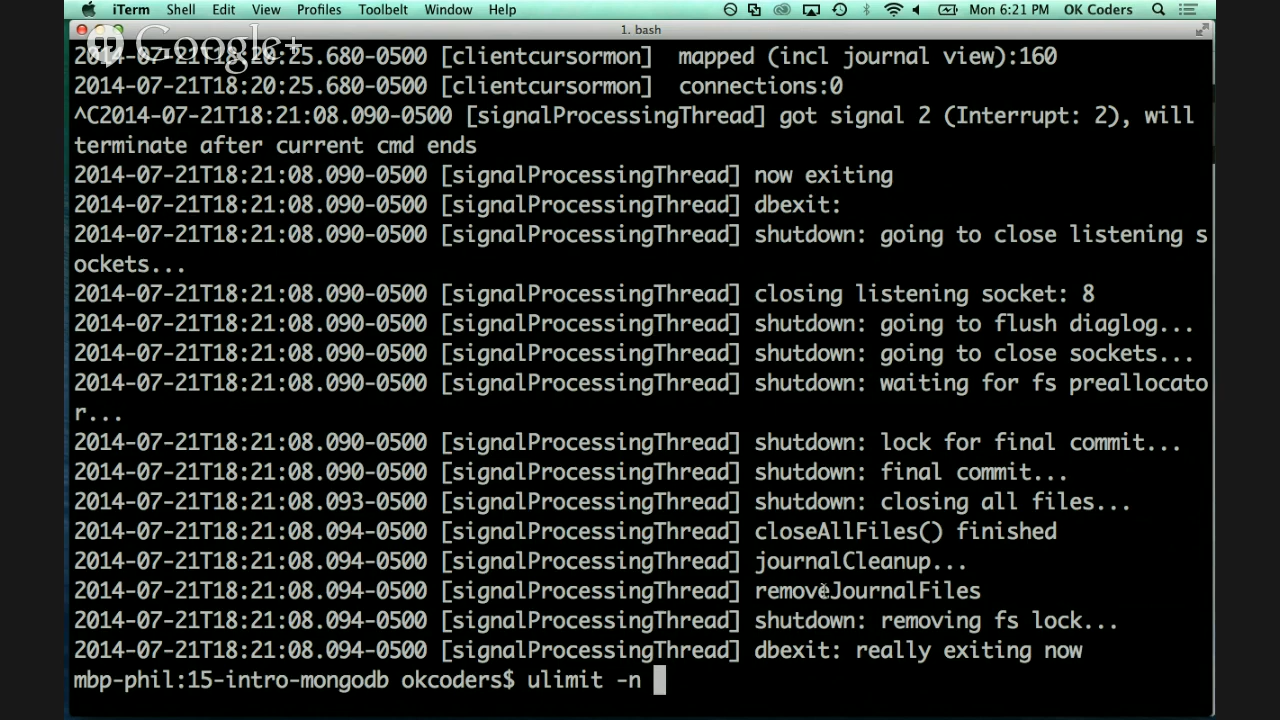 iTerm Shell Edit View Profiles Toolbelt Window Help Mon 6:21 PM OK Coders
1. bash
Google+
2014-07-21T18:20:25.680-0500 [clientcursormon]  mapped (incl journal view):160
2014-07-21T18:20:25.680-0500 [clientcursormon]  connections:0
^C2014-07-21T18:21:08.090-0500 [signalProcessingThread] got signal 2 (Interrupt: 2), will
terminate after current cmd ends
2014-07-21T18:21:08.090-0500 [signalProcessingThread] now exiting
2014-07-21T18:21:08.090-0500 [signalProcessingThread] dbexit:
2014-07-21T18:21:08.090-0500 [signalProcessingThread] shutdown: going to close listening s
ockets...
2014-07-21T18:21:08.090-0500 [signalProcessingThread] closing listening socket: 8
2014-07-21T18:21:08.090-0500 [signalProcessingThread] shutdown: going to flush diaglog...
2014-07-21T18:21:08.090-0500 [signalProcessingThread] shutdown: going to close sockets...
2014-07-21T18:21:08.090-0500 [signalProcessingThread] shutdown: waiting for fs preallocato
r...
2014-07-21T18:21:08.090-0500 [signalProcessingThread] shutdown: lock for final commit...
2014-07-21T18:21:08.090-0500 [signalProcessingThread] shutdown: final commit...
2014-07-21T18:21:08.093-0500 [signalProcessingThread] shutdown: closing all files...
2014-07-21T18:21:08.094-0500 [signalProcessingThread] closeAllFiles() finished
2014-07-21T18:21:08.094-0500 [signalProcessingThread] journalCleanup...
2014-07-21T18:21:08.094-0500 [signalProcessingThread] removeJournalFiles
2014-07-21T18:21:08.094-0500 [signalProcessingThread] shutdown: removing fs lock...
2014-07-21T18:21:08.094-0500 [signalProcessingThread] dbexit: really exiting now
mbp-phil:15-intro-mongodb okcoders$ ulimit -n